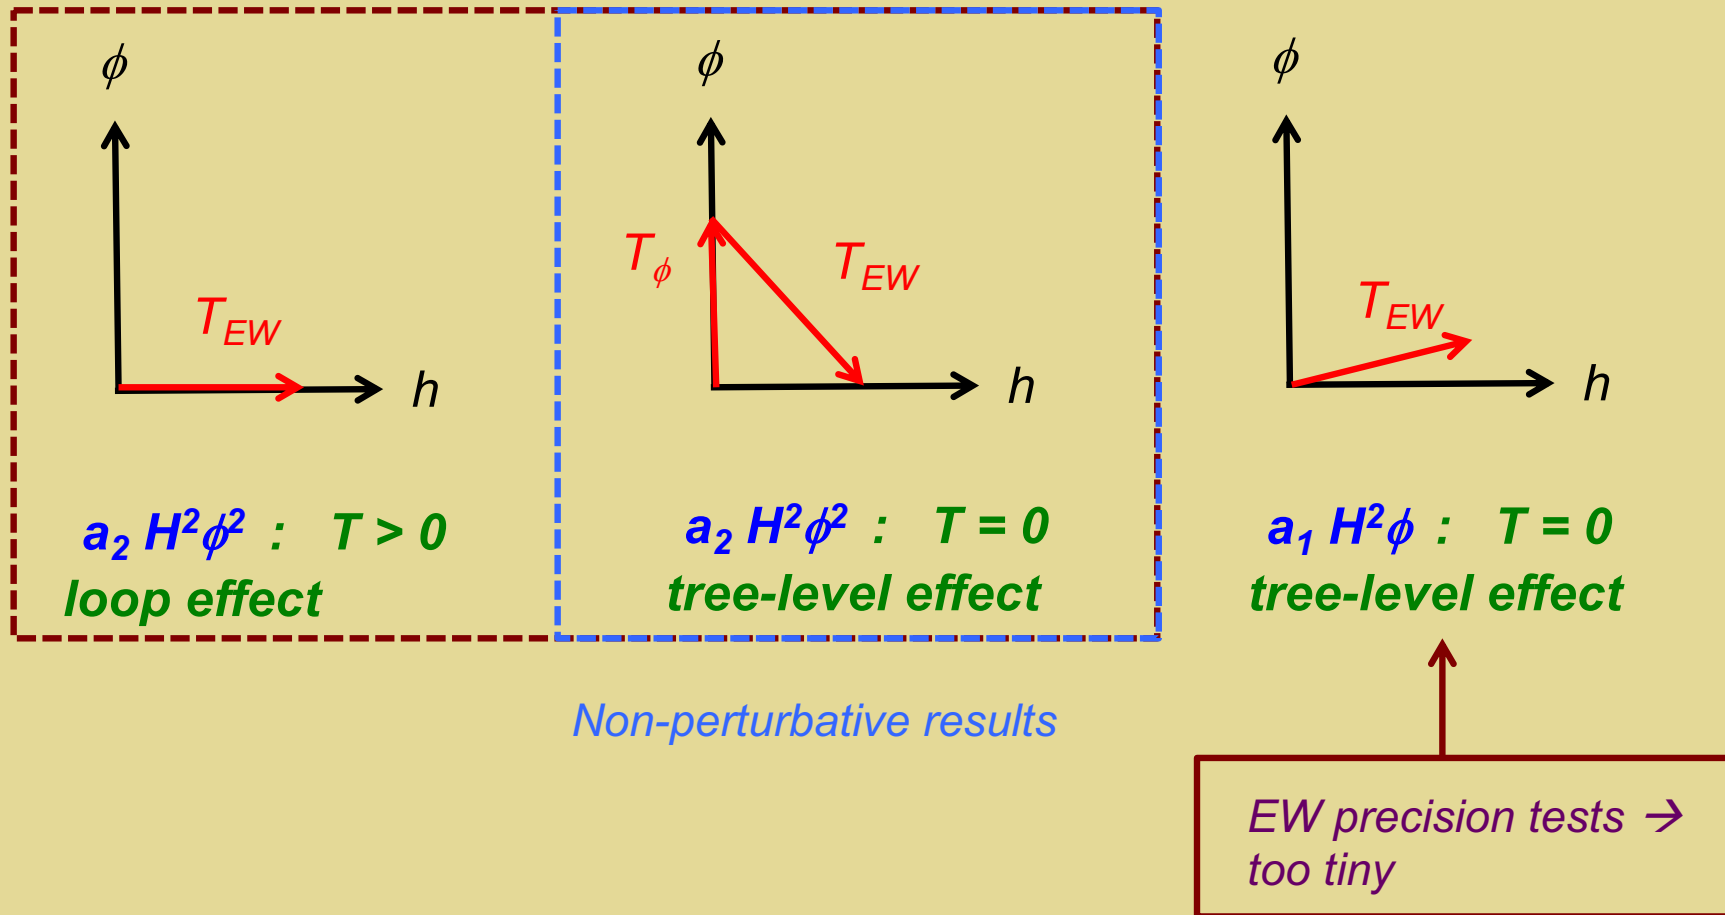 ϕ
T_EW
h
a₂ H²ϕ² : T > 0
loop effect
ϕ
T_ϕ
T_EW
h
a₂ H²ϕ² : T = 0
tree-level effect
ϕ
T_EW
h
a₁ H²ϕ : T = 0
tree-level effect
Non-perturbative results
EW precision tests →
too tiny